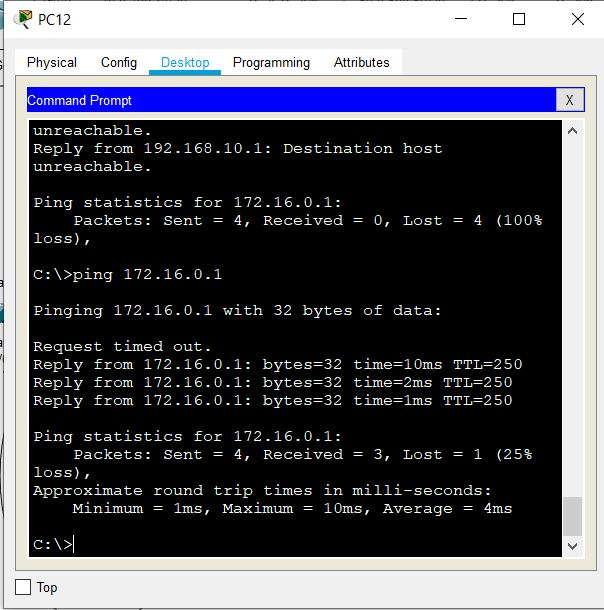 PC12
Physical Config Desktop Programming Attributes
Command Prompt
X
unreachable.
Reply from 192.168.10.1: Destination host
unreachable.
Ping statistics for 172.16.0.1:
Packets: Sent = 4, Received = 0, Lost = 4 (100%
loss),
C:\>ping 172.16.0.1
Pinging 172.16.0.1 with 32 bytes of data:
Request timed out.
Reply from 172.16.0.1: bytes=32 time=10ms TTL=250
Reply from 172.16.0.1: bytes=32 time=2ms TTL=250
Reply from 172.16.0.1: bytes=32 time=1ms TTL=250
Ping statistics for 172.16.0.1:
Packets: Sent = 4, Received = 3, Lost = 1 (25%
loss),
Approximate round trip times in milli-seconds:
Minimum = 1ms, Maximum = 10ms, Average = 4ms
C:\>
Top